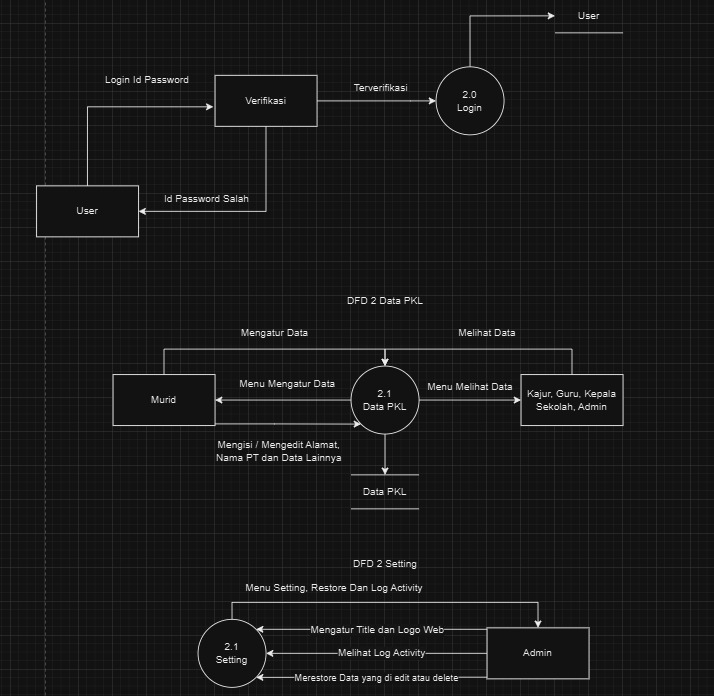 User
Login Id Password
Verifikasi
Terverifikasi
2.0
Login
Id Password Salah
User
DFD 2 Data PKL
Mengatur Data
Melihat Data
Murid
Menu Mengatur Data
2.1
Data PKL
Menu Melihat Data
Kajur, Guru, Kepala
Sekolah, Admin
Mengisi / Mengedit Alamat,
Nama PT dan Data Lainnya
Data PKL
DFD 2 Setting
Menu Setting, Restore Dan Log Activity
2.1
Setting
Mengatur Title dan Logo Web
Melihat Log Activity
Merestore Data yang di edit atau delete
Admin